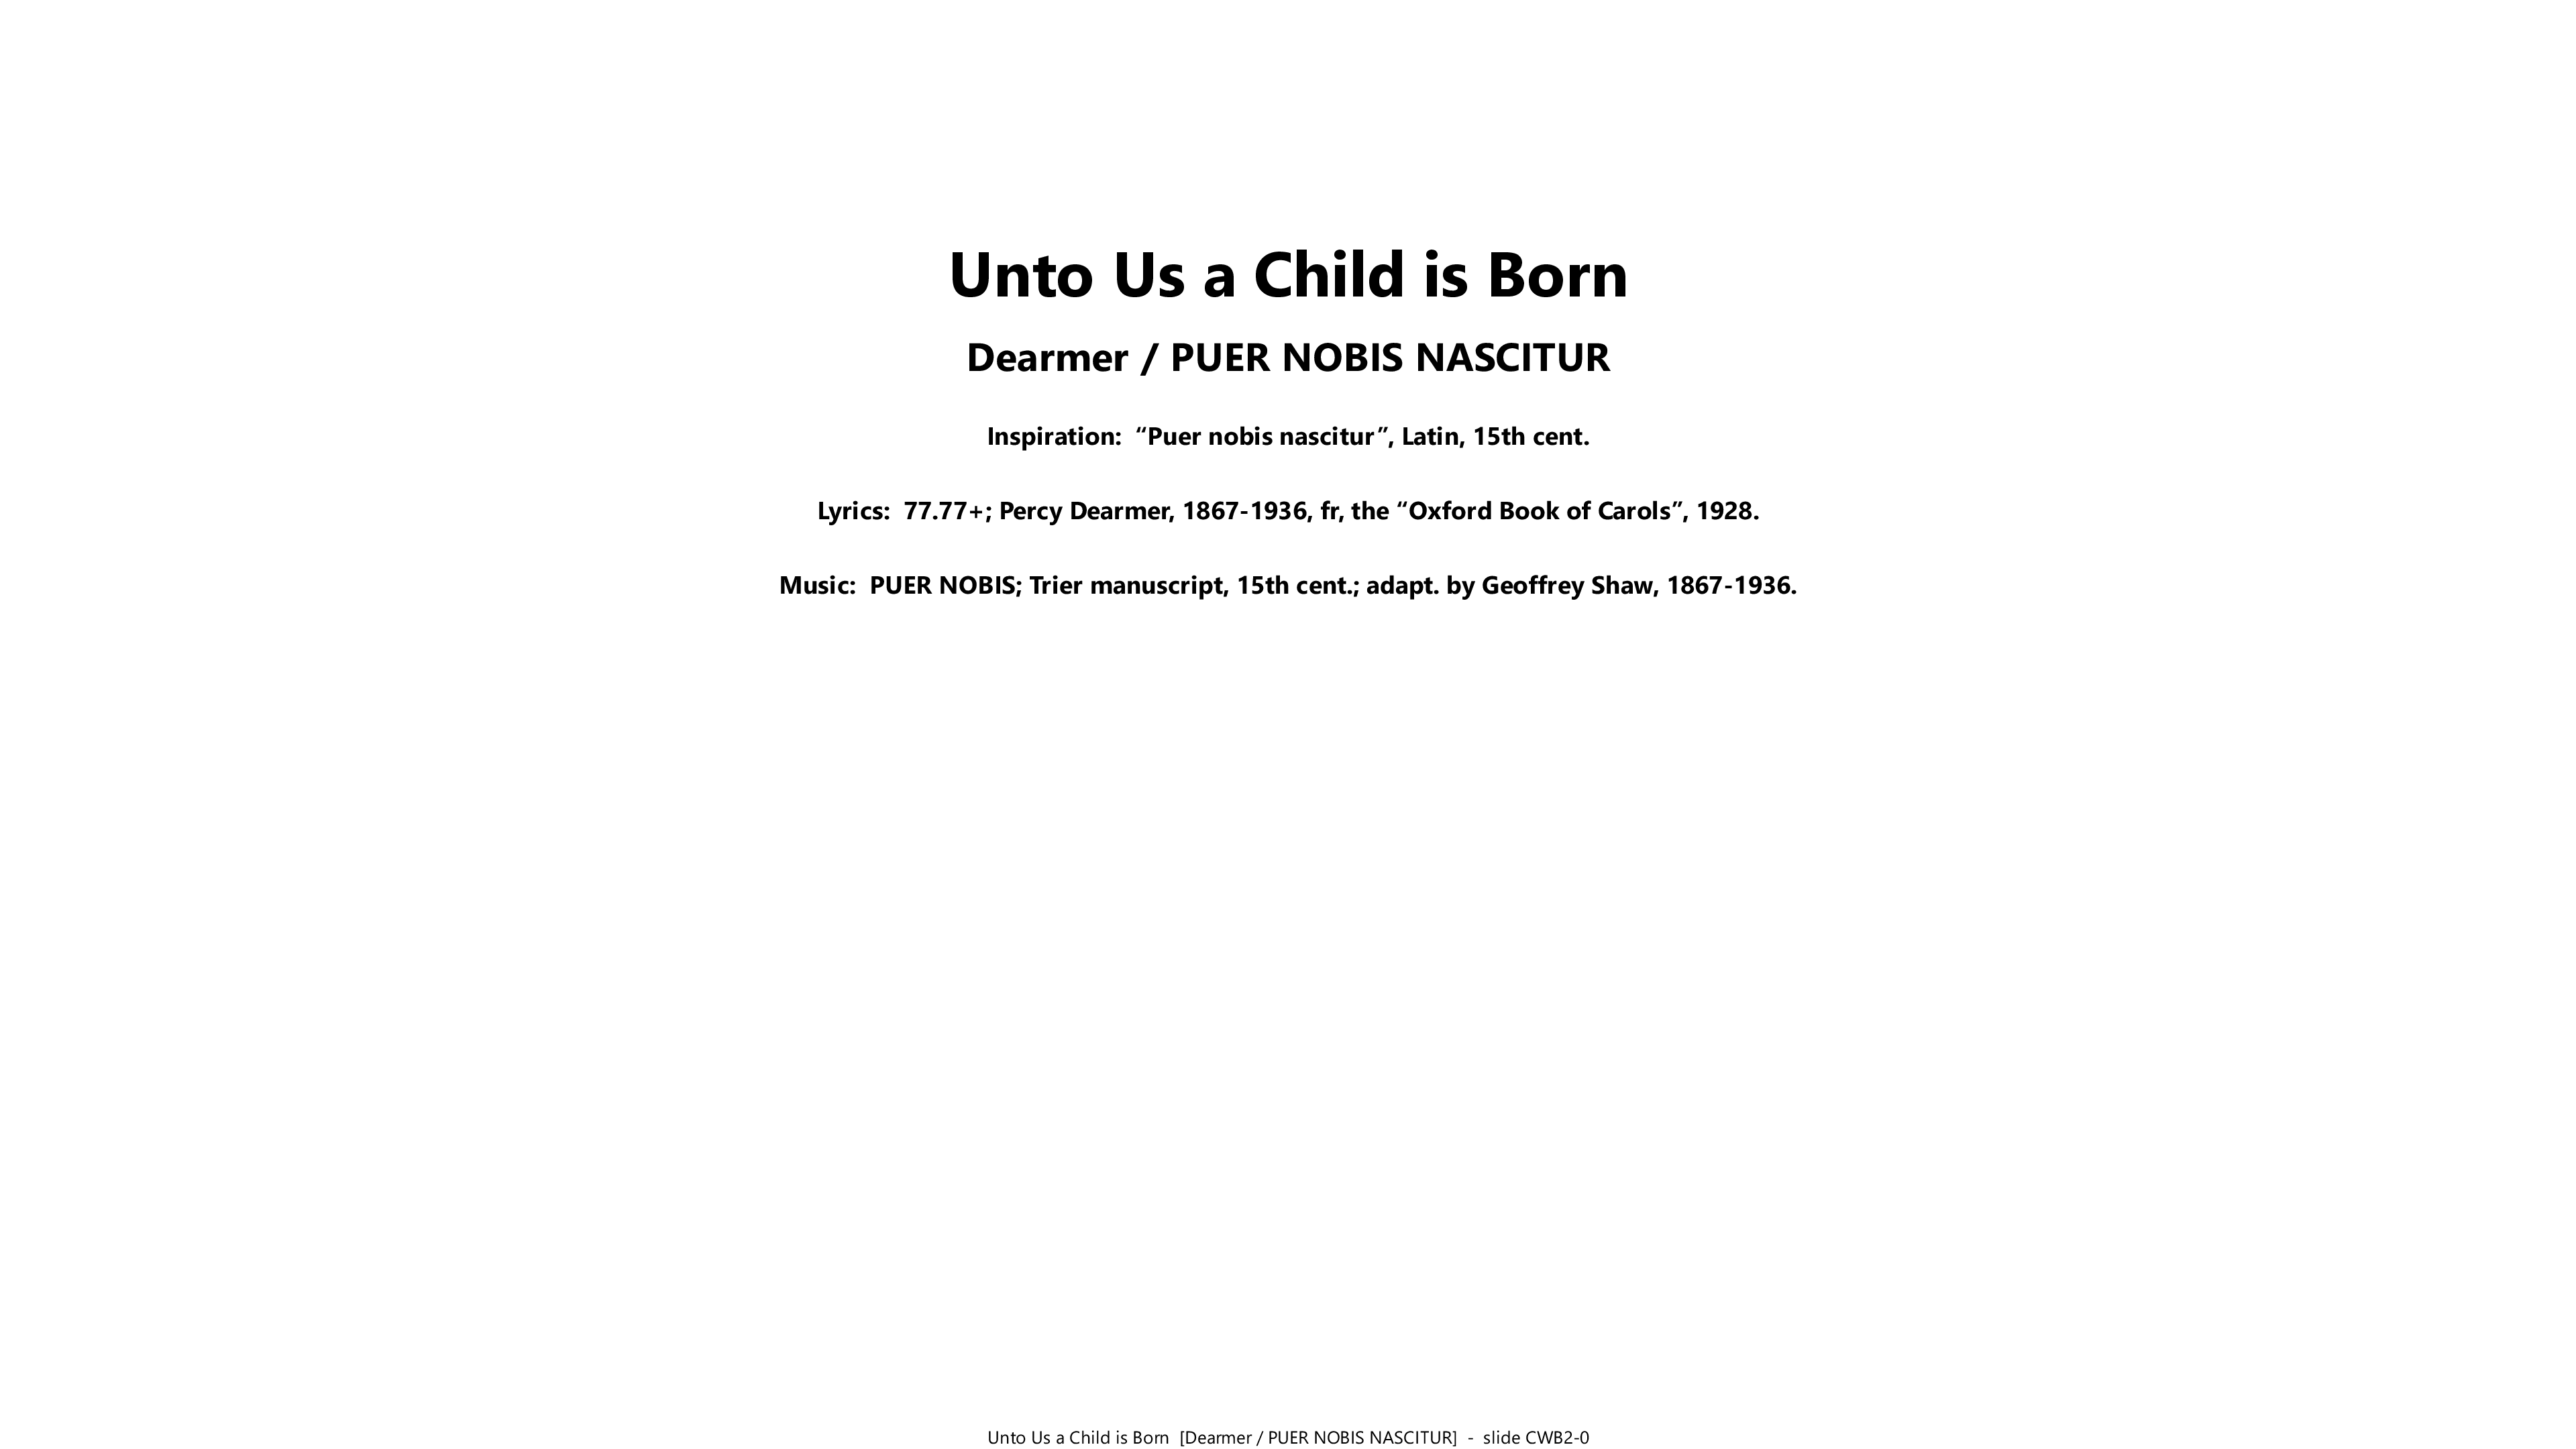 Unto Us a Child is Born
Dearmer / PUER NOBIS NASCITUR
Inspiration:  “Puer nobis nascitur”, Latin, 15th cent.
Lyrics:  77.77+; Percy Dearmer, 1867-1936, fr, the “Oxford Book of Carols”, 1928.
Music:  PUER NOBIS; Trier manuscript, 15th cent.; adapt. by Geoffrey Shaw, 1867-1936.
Unto Us a Child is Born  [Dearmer / PUER NOBIS NASCITUR]  -  slide CWB2-0